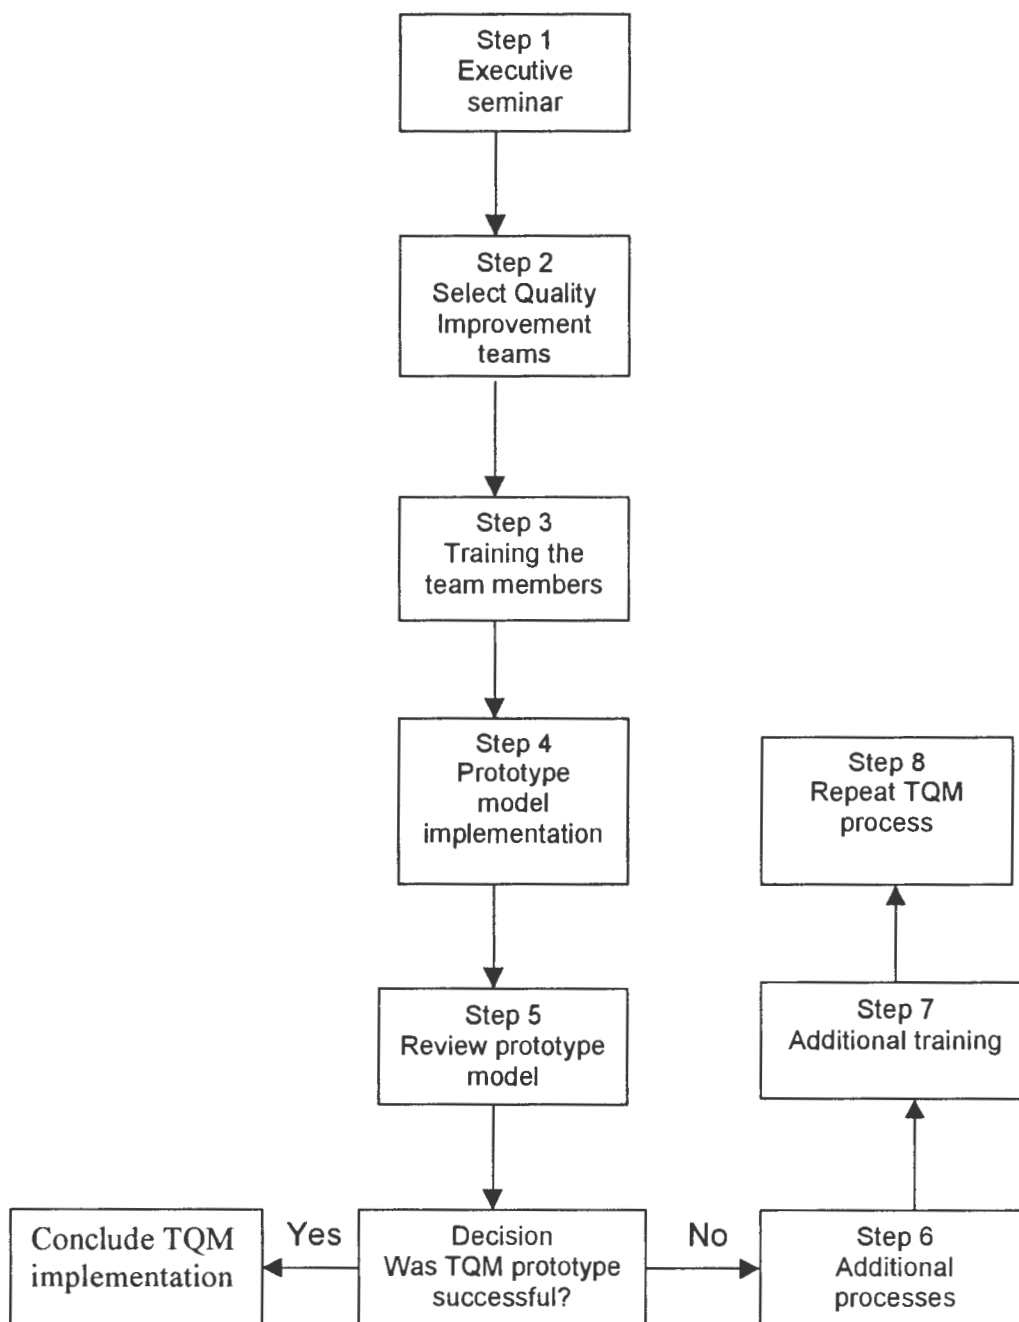 Step 1
Executive
seminar
Step 2
Select Quality
Improvement
teams
Step 3
Training the
team members
Step 4
Prototype
model
implementation
Step 8
Repeat TQM
process
Step 5
Review prototype
model
Step 7
Additional training
Conclude TQM
implementation
Yes
Decision
Was TQM prototype
successful?
No
Step 6
Additional
processes